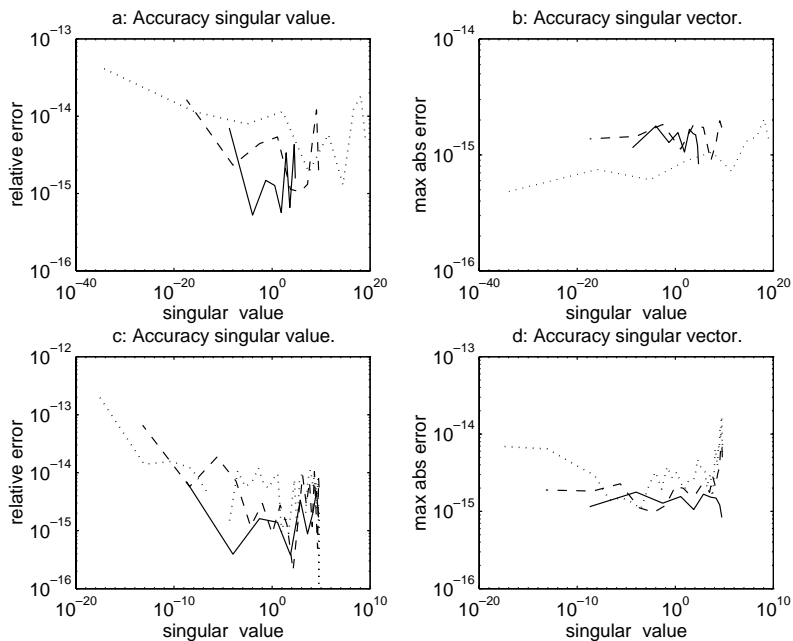 a: Accuracy singular value.
10^−13
10^−14
10^−15
10^−16
relative error
10^−40
10^−20
10^0
10^20
singular value
b: Accuracy singular vector.
10^−14
10^−15
10^−16
max abs error
10^−40
10^−20
10^0
10^20
singular value
c: Accuracy singular value.
10^−12
10^−13
10^−14
10^−15
10^−16
relative error
10^−20
10^−10
10^0
10^10
singular value
d: Accuracy singular vector.
10^−13
10^−14
10^−15
10^−16
max abs error
10^−20
10^−10
10^0
10^10
singular value